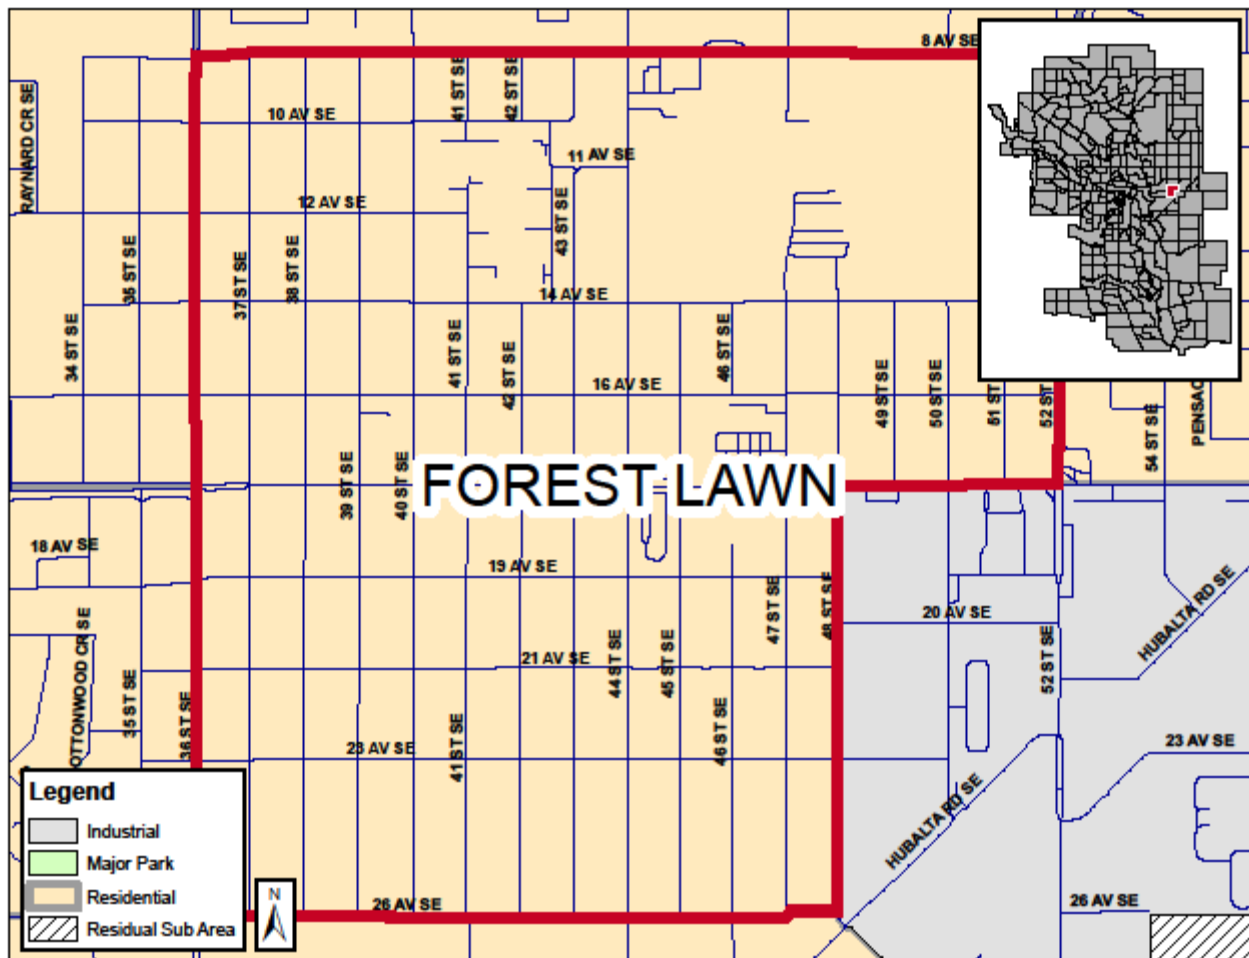 8 AV SE
41 ST SE
42 ST SE
RAYNARD CR SE
10 AV SE
11 AV SE
12 AV SE
43 ST SE
35 ST SE
37 ST SE
38 ST SE
14 AV SE
34 ST SE
41 ST SE
42 ST SE
46 ST SE
16 AV SE
49 ST SE
50 ST SE
51 ST
52 ST
54 ST SE
PENSAC
39 ST SE
40 ST SE
FOREST LAWN
18 AV SE
19 AV SE
47 ST SE
48 ST SE
20 AV SE
HUBALTA RD SE
OTTONWOOD CR SE
35 ST SE
36 ST SE
21 AV SE
44 ST SE
45 ST SE
52 ST SE
41 ST SE
46 ST SE
23 AV SE
23 AV SE
HUBALTA RD SE
26 AV SE
26 AV SE
Legend
Industrial
Major Park
Residential
Residual Sub Area
N